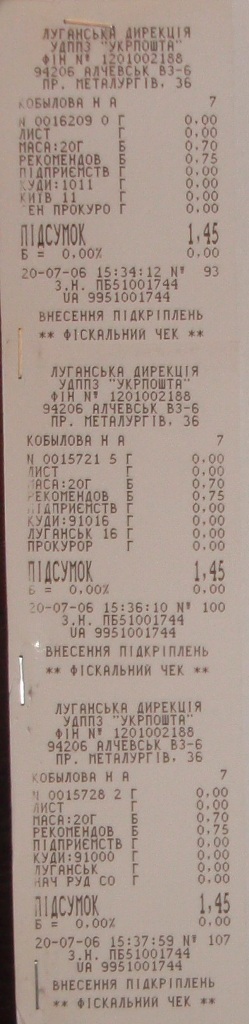 ЛУГАНСЬКА ДИРЕКЦІЯ
УДППЗ "УКРПОШТА"
ФІН № 1201002188
94206 АЛЧЕВСЬК ВЗ-6
ПР. МЕТАЛУРГІВ, 36
КОБЫЛОВА Н А 7
N 0016209 0 Г 0.00
ЛИСТ Г 0.00
МАСА:20Г Б 0.70
РЕКОМЕНДОВ Б 0.75
ПІДПРИЄМСТВ Г 0.00
КУДИ:1011 Г 0.00
КИЇВ 11 Г 0.00
ГЕН ПРОКУРО Г 0.00
ПІДСУМОК 1,45
Б = 0.00% 0.00
20-07-06 15:34:12 № 93
З.Н. ПБ51001744
UA 9951001744
ВНЕСЕННЯ ПІДКРІПЛЕНЬ
** ФІСКАЛЬНИЙ ЧЕК **
ЛУГАНСЬКА ДИРЕКЦІЯ
УДППЗ "УКРПОШТА"
ФІН № 1201002188
94206 АЛЧЕВСЬК ВЗ-6
ПР. МЕТАЛУРГІВ, 36
КОБЫЛОВА Н А 7
N 0015721 5 Г 0.00
ЛИСТ Г 0.00
МАСА:20Г Б 0.70
РЕКОМЕНДОВ Б 0.75
ПІДПРИЄМСТВ Г 0.00
КУДИ:91016 Г 0.00
ЛУГАНСЬК 16 Г 0.00
ПРОКУРОР Г 0.00
ПІДСУМОК 1,45
Б = 0.00% 0.00
20-07-06 15:36:10 № 100
З.Н. ПБ51001744
UA 9951001744
ВНЕСЕННЯ ПІДКРІПЛЕНЬ
** ФІСКАЛЬНИЙ ЧЕК **
ЛУГАНСЬКА ДИРЕКЦІЯ
УДППЗ "УКРПОШТА"
ФІН № 1201002188
94206 АЛЧЕВСЬК ВЗ-6
ПР. МЕТАЛУРГІВ, 36
КОБЫЛОВА Н А 7
N 0015728 2 Г 0.00
ЛИСТ Г 0.00
МАСА:20Г Б 0.70
РЕКОМЕНДОВ Б 0.75
ПІДПРИЄМСТВ Г 0.00
КУДИ:91000 Г 0.00
ЛУГАНСЬК Г 0.00
НАЧ РУД СО Г 0.00
ПІДСУМОК 1,45
Б = 0.00% 0.00
20-07-06 15:37:59 № 107
З.Н. ПБ51001744
UA 9951001744
ВНЕСЕННЯ ПІДКРІПЛЕНЬ
** ФІСКАЛЬНИЙ ЧЕК **